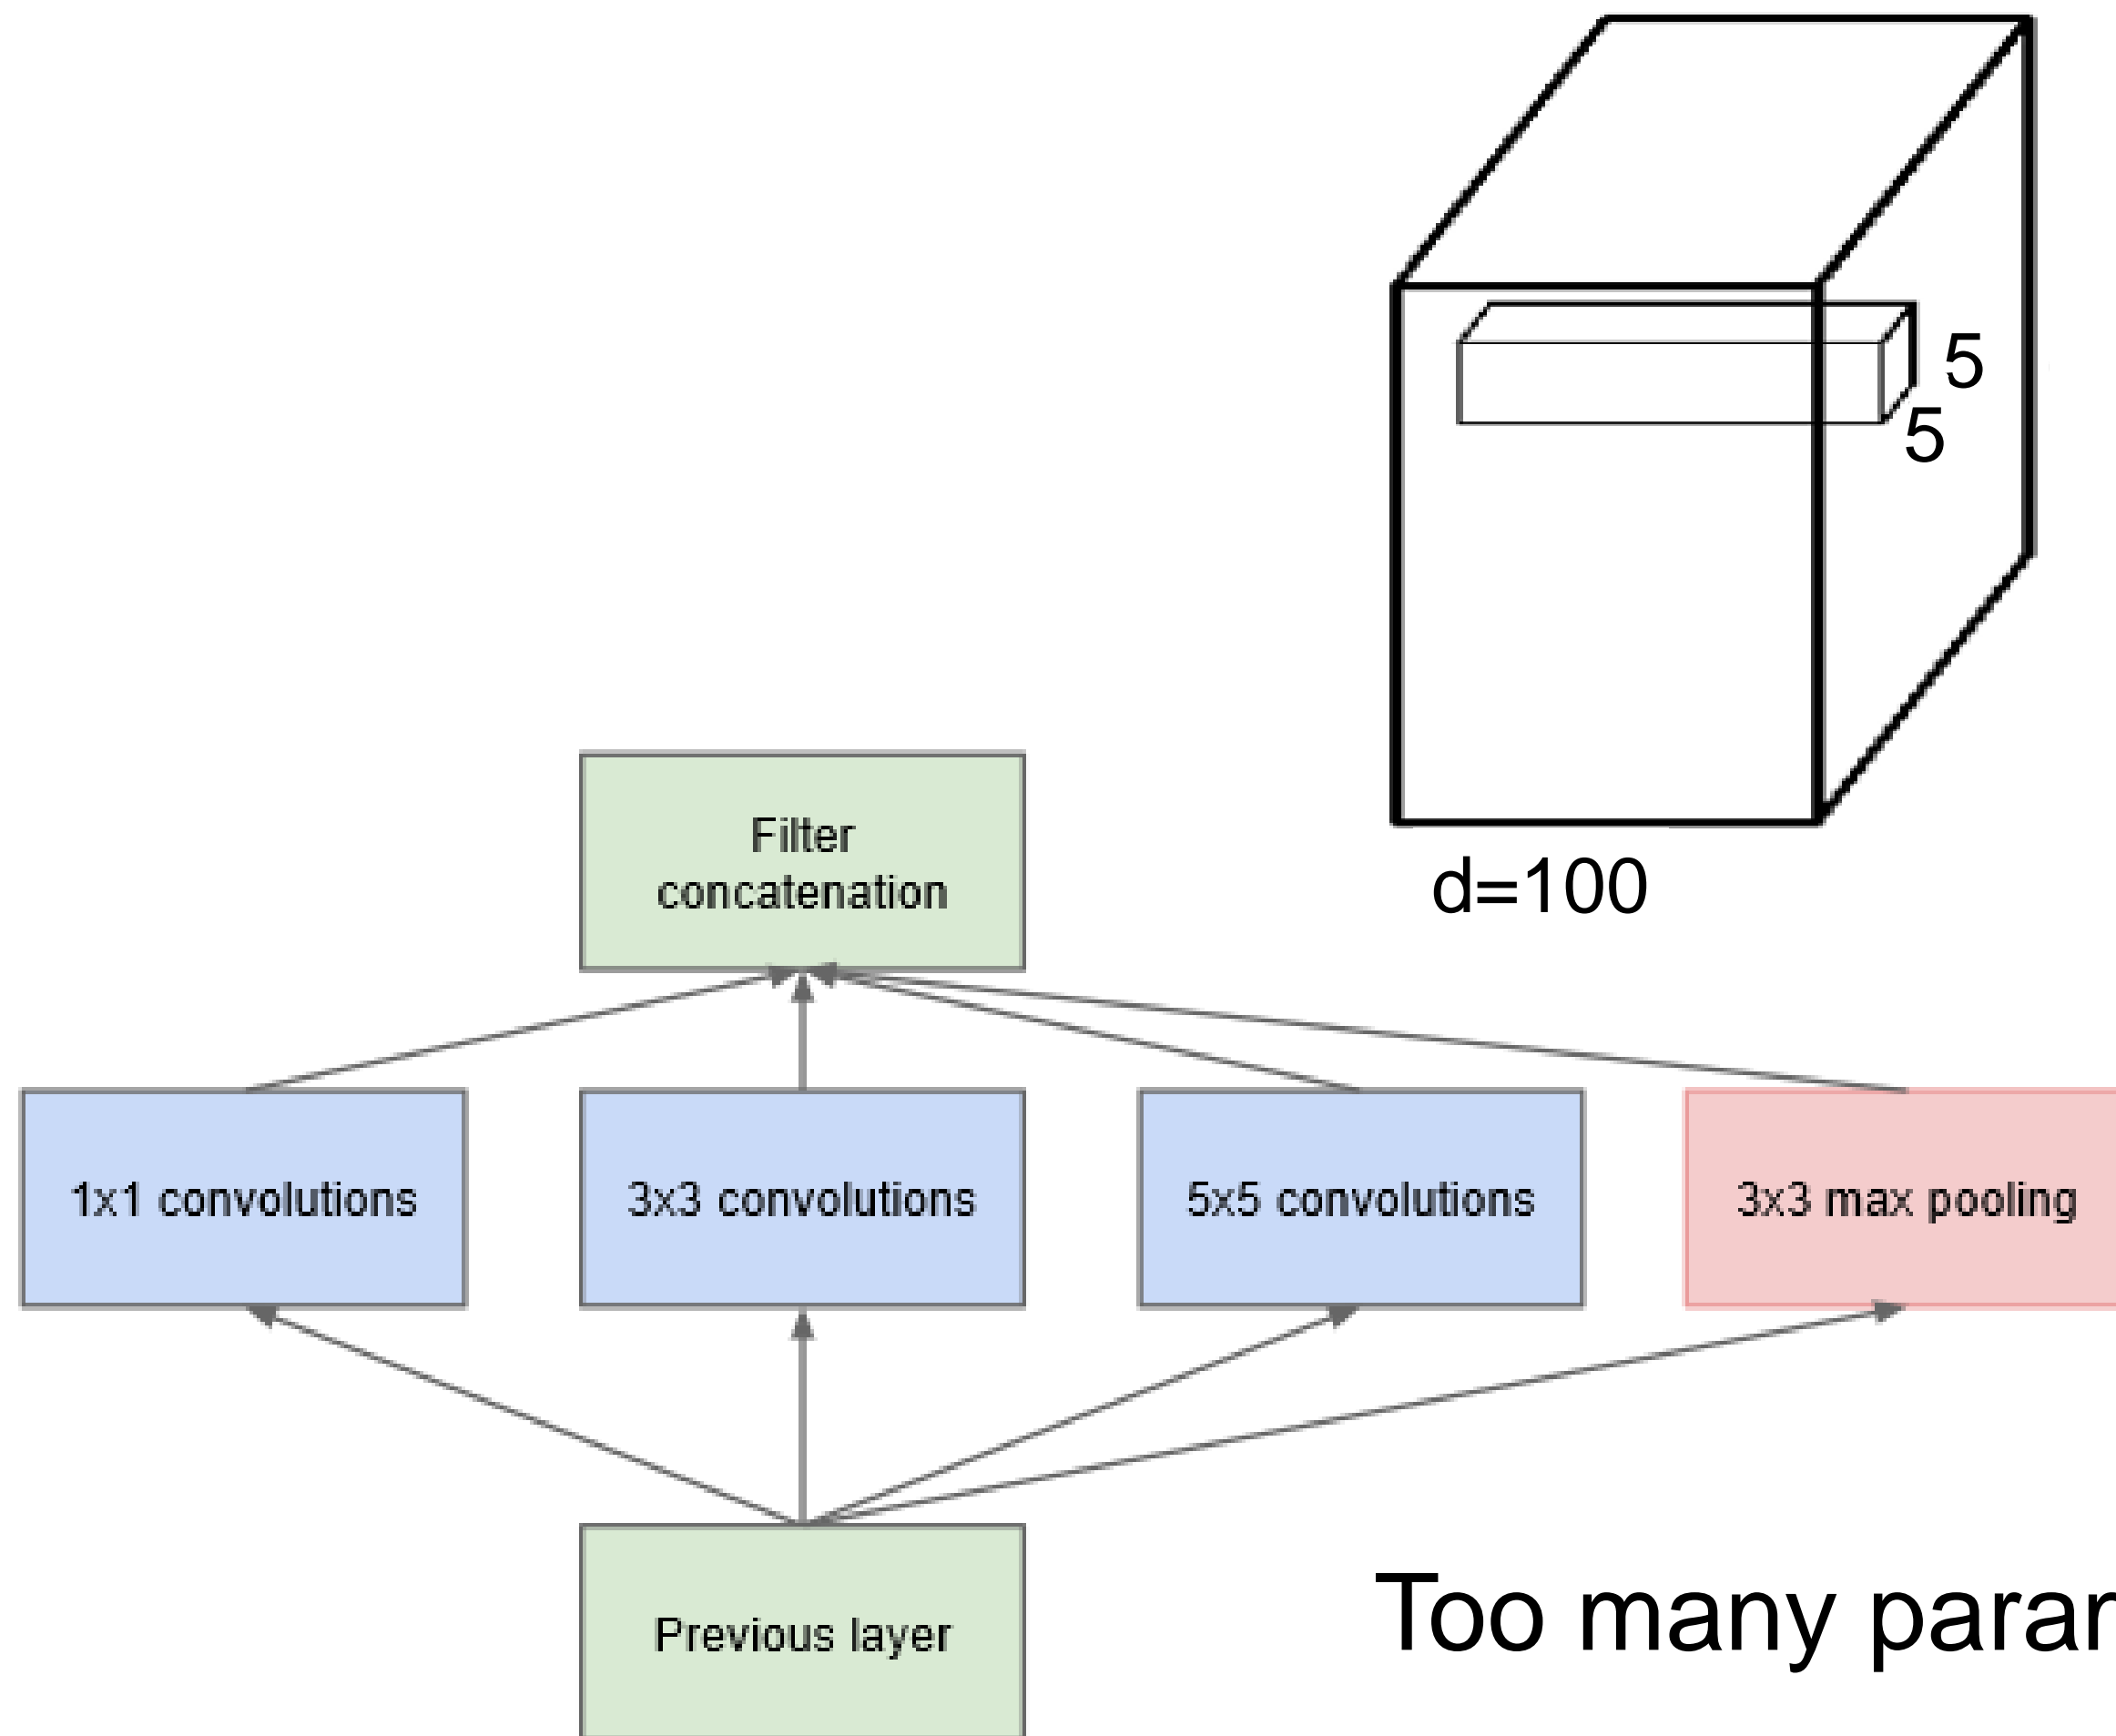 5
5
d=100
Filter
concatenation
1x1 convolutions
3x3 convolutions
5x5 convolutions
3x3 max pooling
Previous layer
Too many